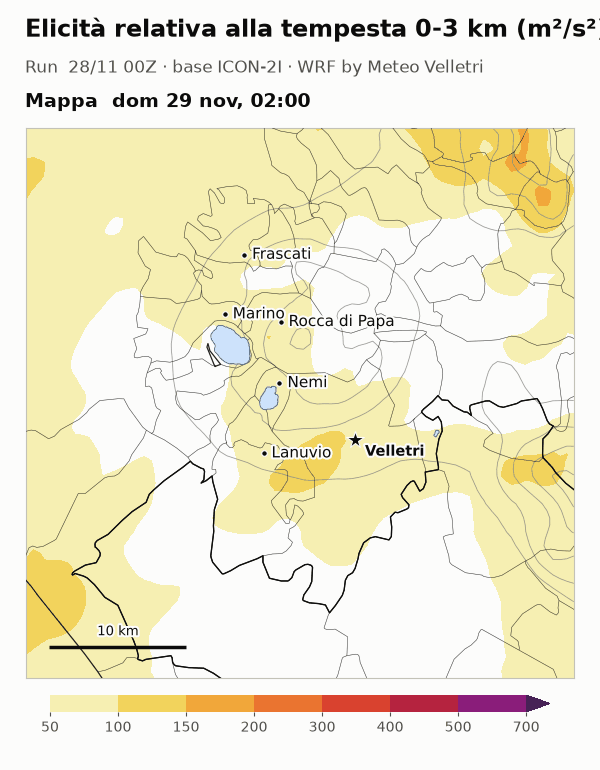 Elicità relativa alla tempesta 0-3 km (m²/s²)
Run 28/11 00Z · base ICON-2I · WRF by Meteo Velletri
Mappa dom 29 nov, 02:00
Frascati
Marino
Rocca di Papa
Nemi
Lanuvio
Velletri
10 km
50 100 150 200 300 400 500 700